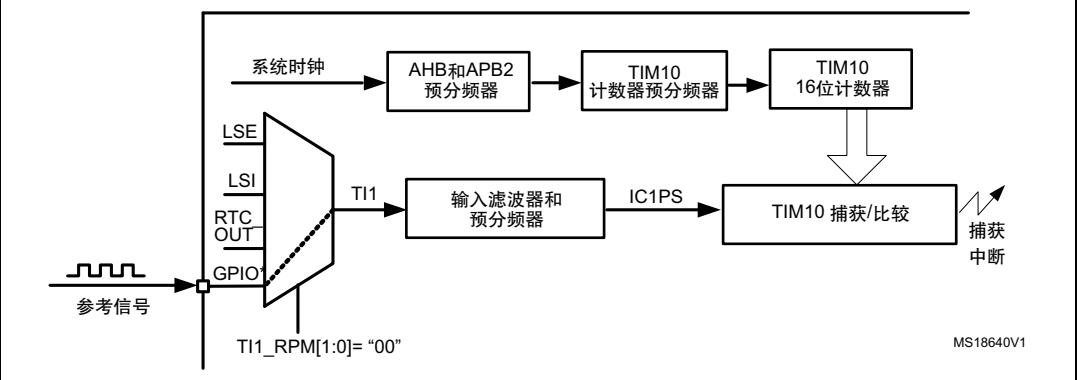 系统时钟
AHB和APB2
预分频器
TIM10
计数器预分频器
TIM10
16位计数器
LSE
LSI
RTC_
OUT
GPIO*
TI1
输入滤波器和
预分频器
IC1PS
TIM10 捕获/比较
捕获
中断
参考信号
TI1_RPM[1:0]= “00”
MS18640V1